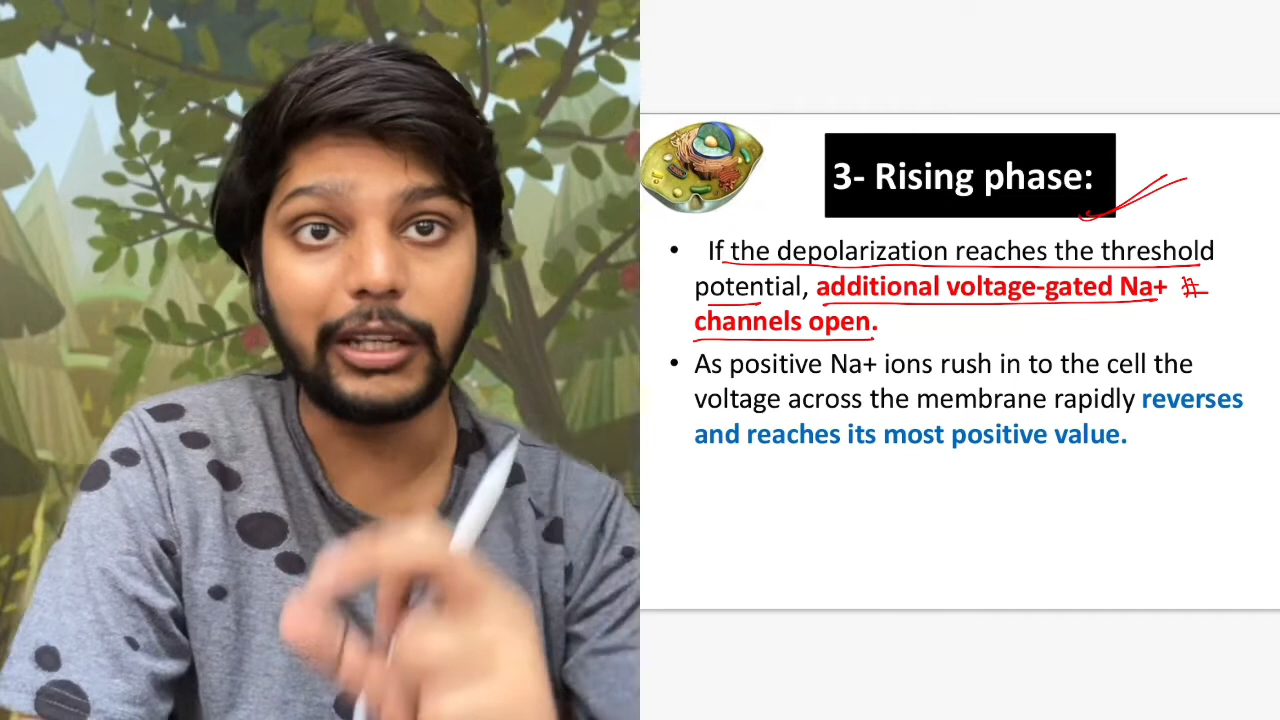 3- Rising phase:
• If the depolarization reaches the threshold
potential, additional voltage-gated Na+ #
channels open.
• As positive Na+ ions rush in to the cell the
voltage across the membrane rapidly reverses
and reaches its most positive value.